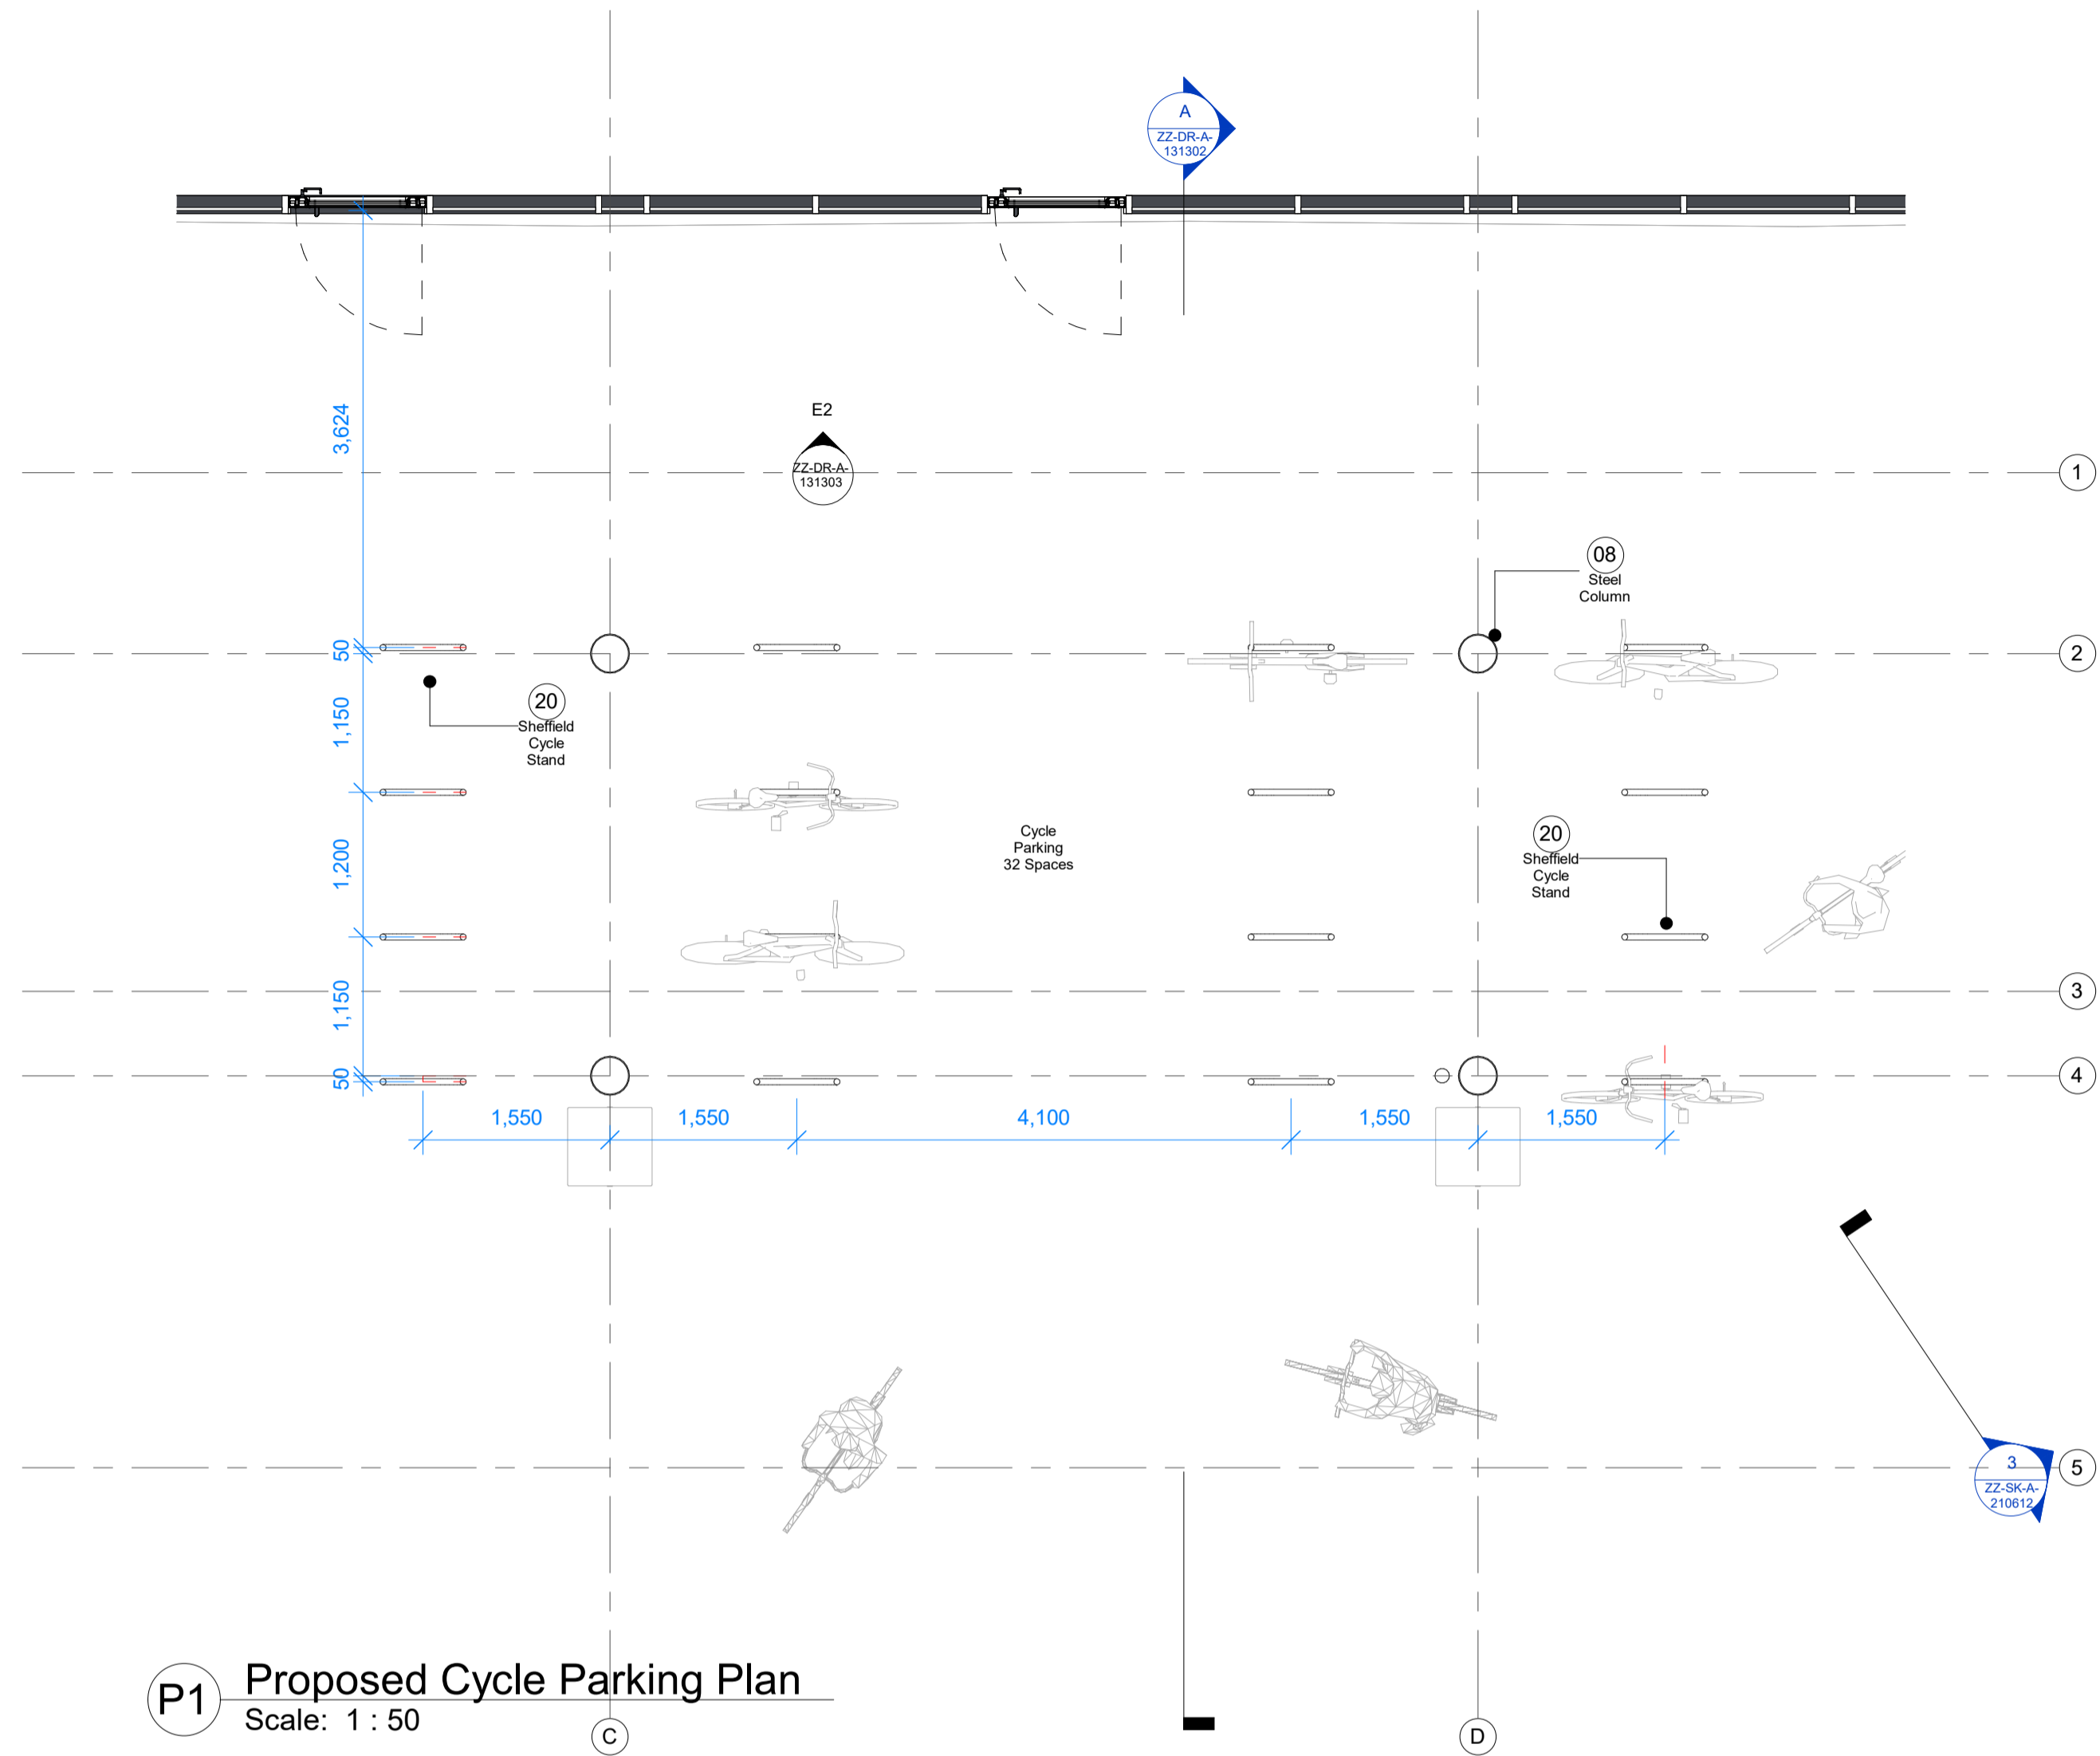 A
ZZ-DR-A-
131302
3,624
E2
ZZ-DR-A-
131303
1
08
Steel
Column
50
2
20
Sheffield
Cycle
Stand
1,150
Cycle
Parking
32 Spaces
20
Sheffield
Cycle
Stand
1,200
1,150
3
50
4
1,550
1,550
4,100
1,550
1,550
3
ZZ-SK-A-
210612
5
P1
Proposed Cycle Parking Plan
Scale: 1 : 50
C
D